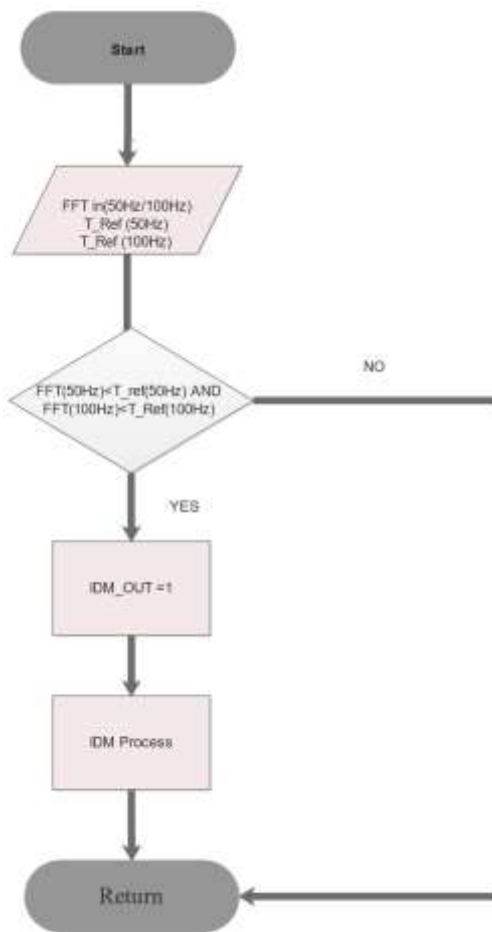 Start
FFT in(50Hz/100Hz)
T_Ref (50Hz)
T_Ref (100Hz)
FFT(50Hz)<T_ref(50Hz) AND
FFT(100Hz)<T_Ref(100Hz)
NO
YES
IDM_OUT =1
IDM Process
Return